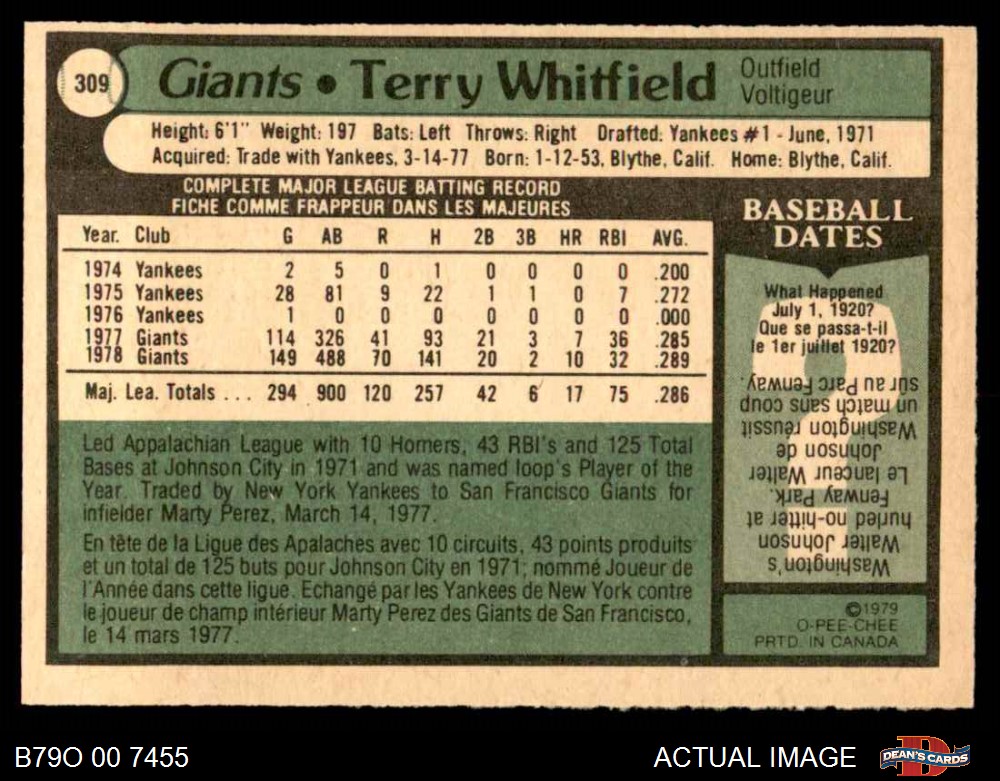 309
Giants • Terry Whitfield
Outfield
Voltigeur
Height: 6'1" Weight: 197 Bats: Left Throws: Right Drafted: Yankees #1 - June, 1971
Acquired: Trade with Yankees, 3-14-77 Born: 1-12-53, Blythe, Calif. Home: Blythe, Calif.
COMPLETE MAJOR LEAGUE BATTING RECORD
FICHE COMME FRAPPEUR DANS LES MAJEURES
Year. Club G AB R H 2B 3B HR RBI AVG.
1974 Yankees 2 5 0 1 0 0 0 0 .200
1975 Yankees 28 81 9 22 1 1 0 7 .272
1976 Yankees 1 0 0 0 0 0 0 0 .000
1977 Giants 114 326 41 93 21 3 7 36 .285
1978 Giants 149 488 70 141 20 2 10 32 .289
Maj. Lea. Totals ... 294 900 120 257 42 6 17 75 .286
Led Appalachian League with 10 Homers, 43 RBI's and 125 Total
Bases at Johnson City in 1971 and was named loop's Player of the
Year. Traded by New York Yankees to San Francisco Giants for
infielder Marty Perez, March 14, 1977.
En tête de la Ligue des Apalaches avec 10 circuits, 43 points produits
et un total de 125 buts pour Johnson City en 1971; nommé Joueur de
l'Année dans cette ligue. Echangé par les Yankees de New York contre
le joueur de champ intérieur Marty Perez des Giants de San Francisco,
le 14 mars 1977.
BASEBALL
DATES
What Happened
July 1, 1920?
Que se passa-t-il
le 1er juillet 1920?
Washington's
Walter Johnson
hurled no-hitter at
Fenway Park.
Le lanceur Walter
Johnson de
Washington réussit
un match sans coup
sûr au Parc Fenway.
©1979
O-PEE-CHEE
PRTD. IN CANADA
B79O 00 7455
ACTUAL IMAGE
DEAN'S CARDS